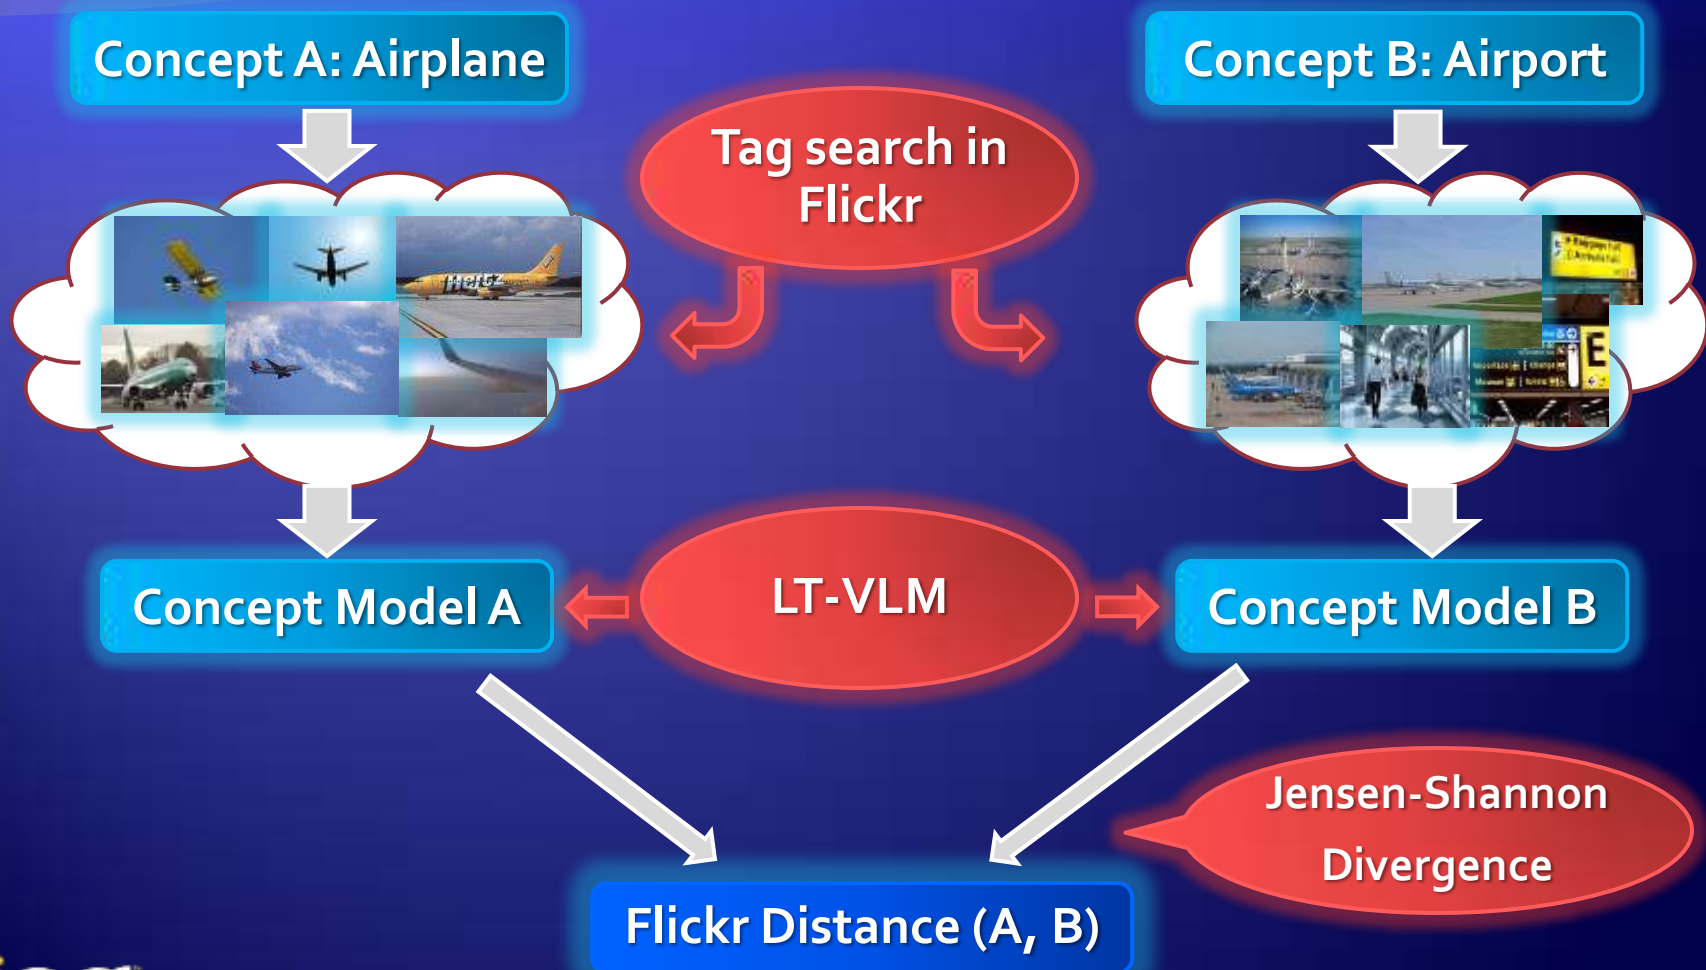 Concept A: Airplane
Concept B: Airport
Tag search in
Flickr
Hertz
E
LT-VLM
Concept Model A
Concept Model B
Jensen-Shannon
Divergence
Flickr Distance (A, B)